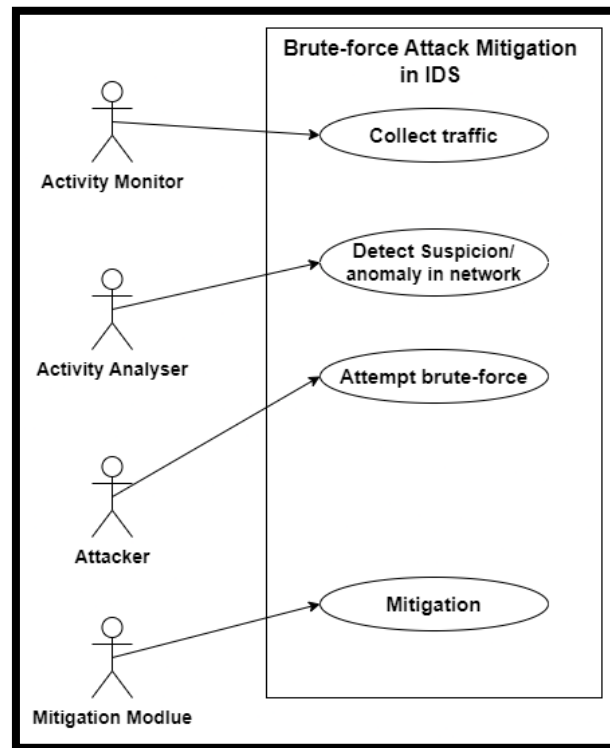 Brute-force Attack Mitigation
in IDS
Collect traffic
Activity Monitor
Detect Suspicion/
anomaly in network
Activity Analyser
Attempt brute-force
Attacker
Mitigation
Mitigation Modlue